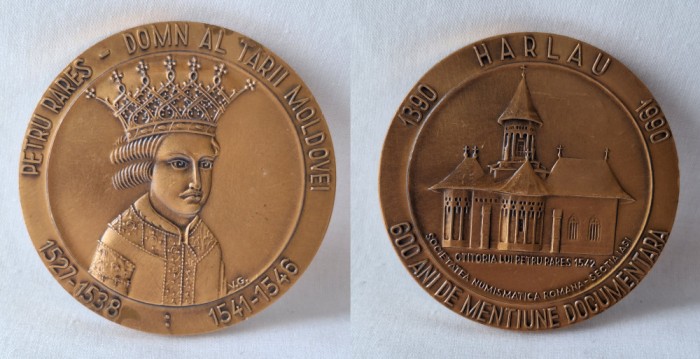 PETRU RARES - DOMN AL TARII MOLDOVEI
1527-1538 : 1541-1546
V.G.
HARLAU
1390 1990
CTITORIA LUI PETRU RARES 1542
SOCIETATEA NUMISMATICA ROMANA - SECTIA IASI
600 ANI DE MENTIUNE DOCUMENTARA